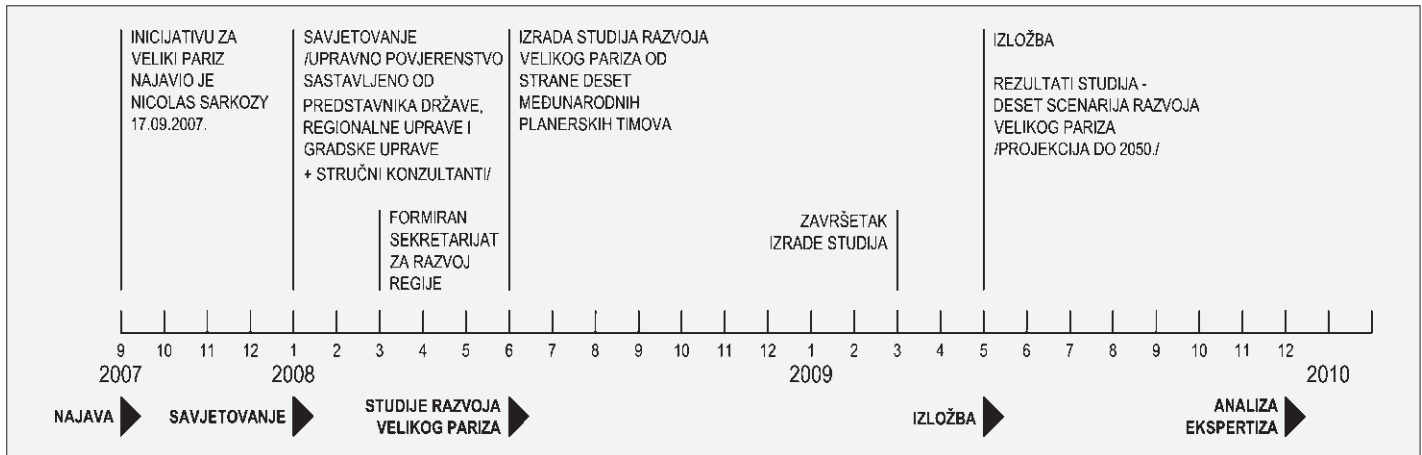 INICIJATIVU ZA
VELIKI PARIZ
NAJAVIO JE
NICOLAS SARKOZY
17.09.2007.
SAVJETOVANJE
/UPRAVNO POVJERENSTVO
SASTAVLJENO OD
PREDSTAVNIKA DRŽAVE,
REGIONALNE UPRAVE I
GRADSKE UPRAVE
+ STRUČNI KONZULTANTI/
FORMIRAN
SEKRETARIJAT
ZA RAZVOJ
REGIJE
IZRADA STUDIJA RAZVOJA
VELIKOG PARIZA OD
STRANE DESET
MEĐUNARODNIH
PLANERSKIH TIMOVA
ZAVRŠETAK
IZRADE STUDIJA
IZLOŽBA
REZULTATI STUDIJA -
DESET SCENARIJA RAZVOJA
VELIKOG PARIZA
/PROJEKCIJA DO 2050./
9 10 11 12 1 2 3 4 5 6 7 8 9 10 11 12 1 2 3 4 5 6 7 8 9 10 11 12
2007 2008 2009 2010
NAJAVA
SAVJETOVANJE
STUDIJE RAZVOJA
VELIKOG PARIZA
IZLOŽBA
ANALIZA
EKSPERTIZA